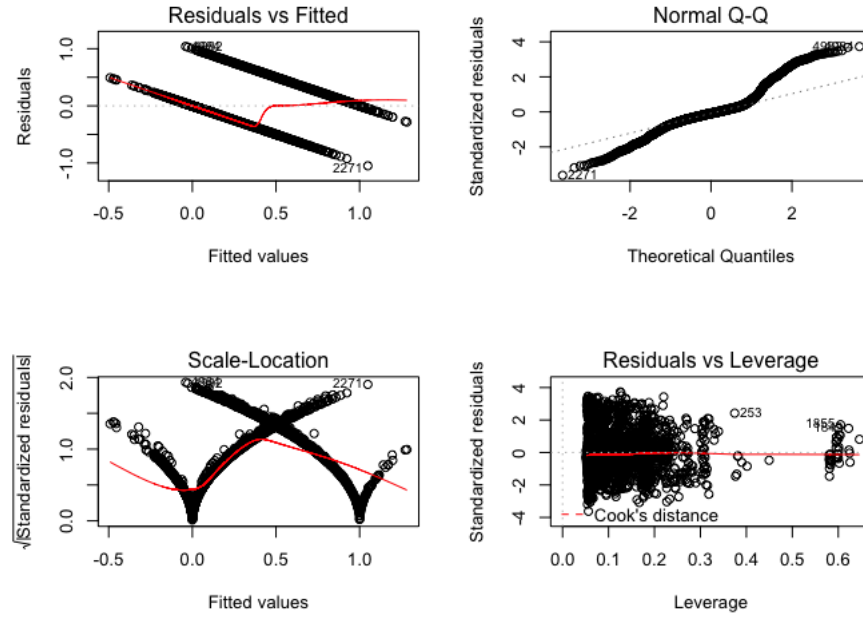 Residuals vs Fitted
Residuals
1.0
0.0
-1.0
2271
-0.5
0.0
0.5
1.0
Fitted values
Normal Q-Q
Standardized residuals
4
2
0
-2
2271
-2
0
2
Theoretical Quantiles
Scale-Location
√|Standardized residuals|
2.0
1.0
0.0
2271
-0.5
0.0
0.5
1.0
Fitted values
Residuals vs Leverage
Standardized residuals
4
2
0
-2
-4
253
1855
Cook's distance
0.0
0.1
0.2
0.3
0.4
0.5
0.6
Leverage